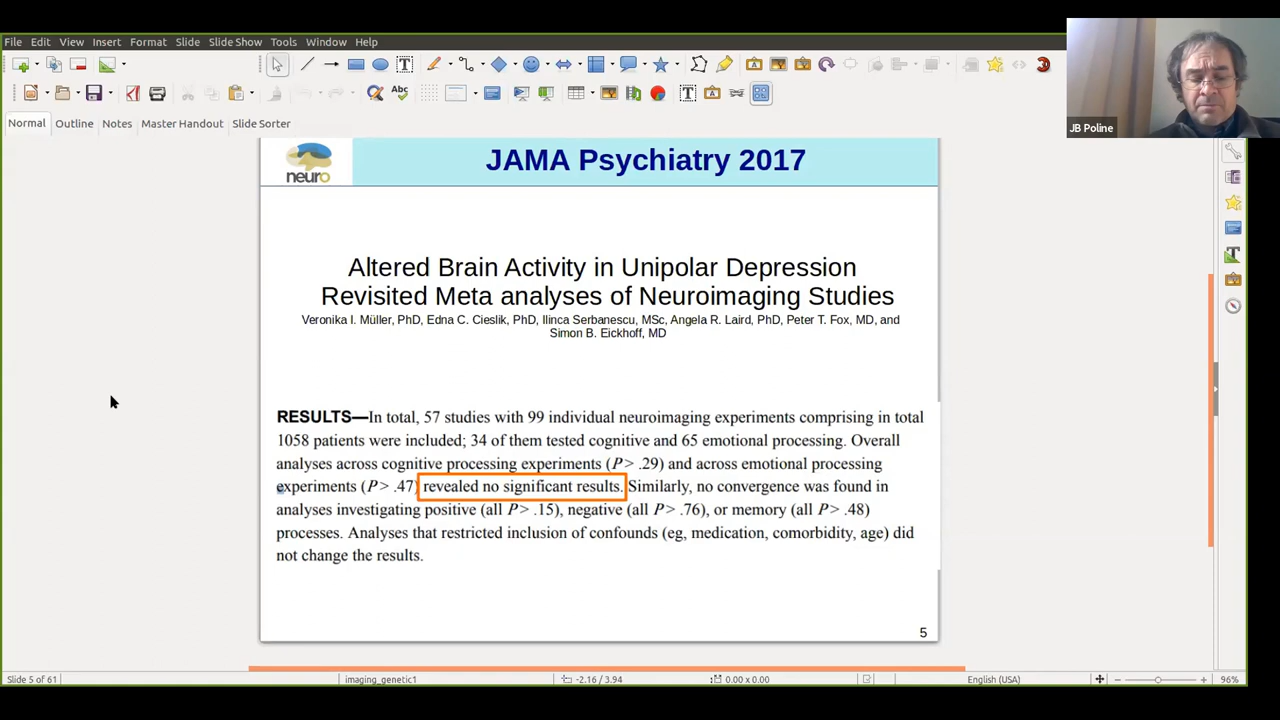 File Edit View Insert Format Slide Slide Show Tools Window Help
Abc
Normal Outline Notes Master Handout Slide Sorter
JB Poline
neuro
JAMA Psychiatry 2017
Altered Brain Activity in Unipolar Depression
Revisited Meta analyses of Neuroimaging Studies
Veronika I. Müller, PhD, Edna C. Cieslik, PhD, Ilinca Serbanescu, MSc, Angela R. Laird, PhD, Peter T. Fox, MD, and
Simon B. Eickhoff, MD
RESULTS—In total, 57 studies with 99 individual neuroimaging experiments comprising in total
1058 patients were included; 34 of them tested cognitive and 65 emotional processing. Overall
analyses across cognitive processing experiments (P > .29) and across emotional processing
experiments (P > .47) revealed no significant results. Similarly, no convergence was found in
analyses investigating positive (all P > .15), negative (all P > .76), or memory (all P > .48)
processes. Analyses that restricted inclusion of confounds (eg, medication, comorbidity, age) did
not change the results.
5
Slide 5 of 61 imaging_genetic1 -2.16 / 3.94 0.00 x 0.00 English (USA) 96%